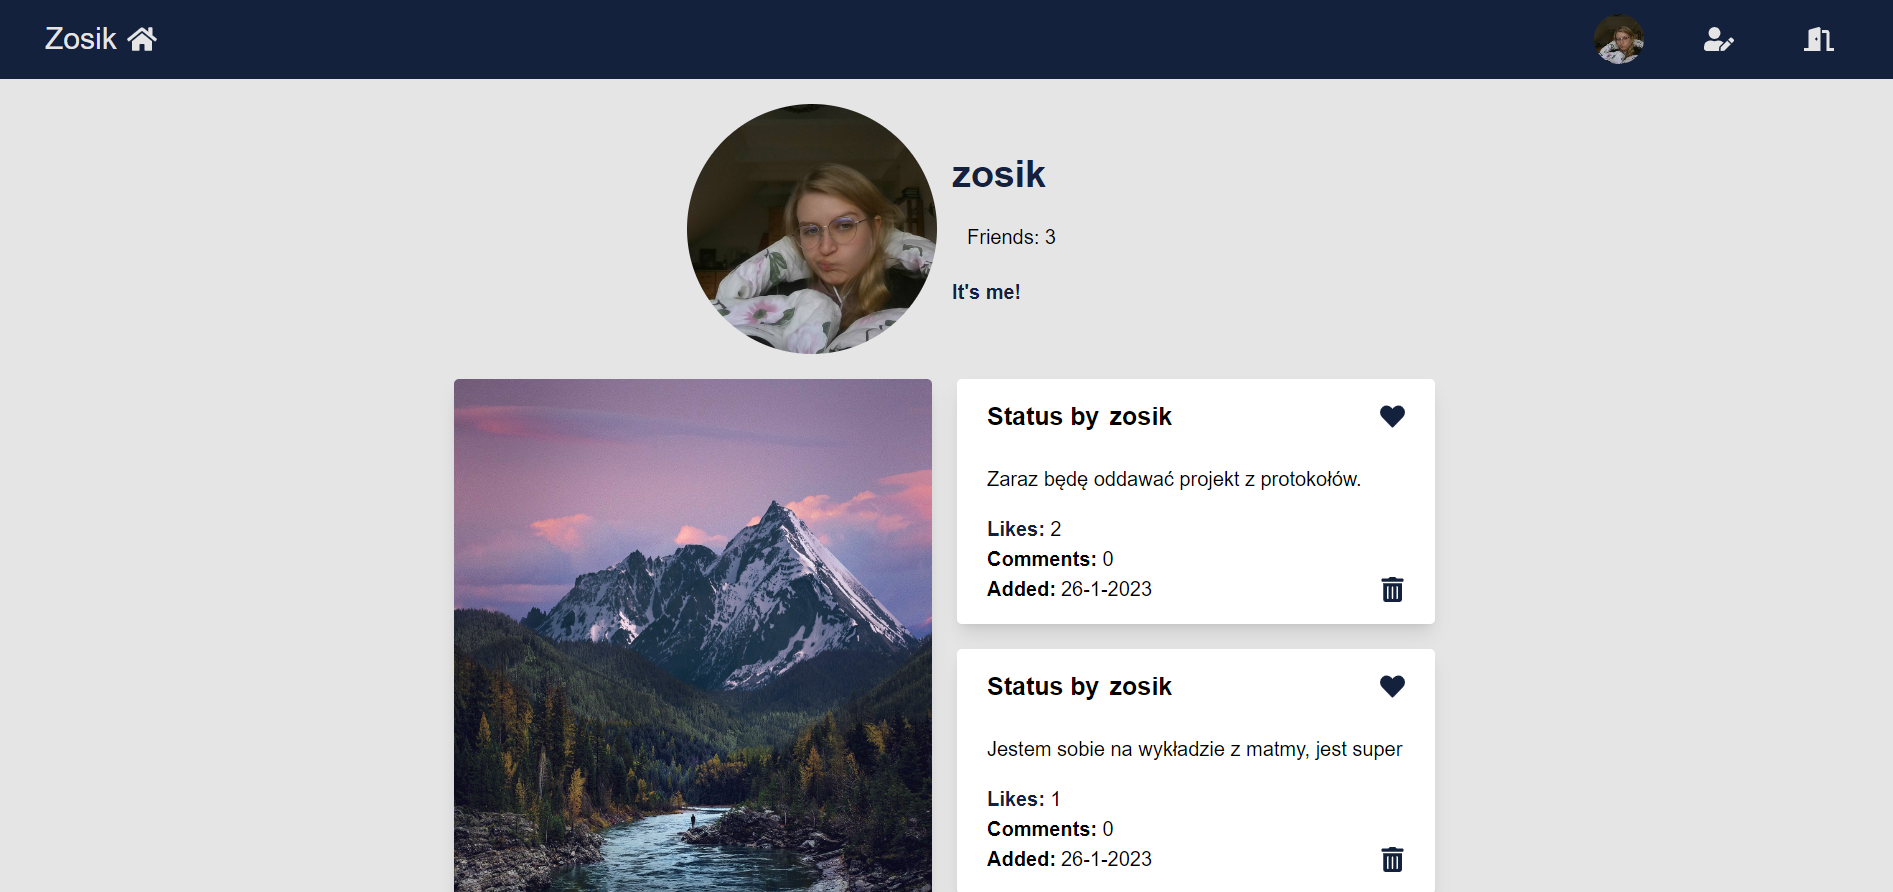 Zosik
zosik
Friends: 3
It's me!
Status by zosik
Zaraz będę oddawać projekt z protokołów.
Likes: 2
Comments: 0
Added: 26-1-2023
Status by zosik
Jestem sobie na wykładzie z matmy, jest super
Likes: 1
Comments: 0
Added: 26-1-2023